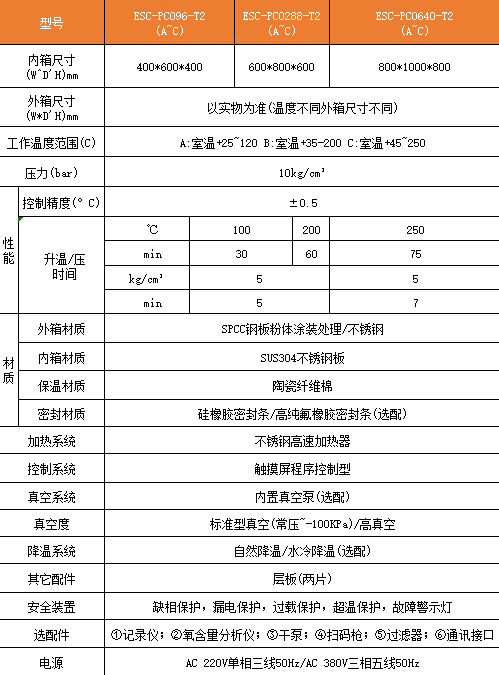 型号 ESC-PC096-T2 (A~C) ESC-PC0288-T2 (A~C) ESC-PC0640-T2 (A~C)
内箱尺寸 (W*D*H)mm 400*600*400 600*800*600 800*1000*800
外箱尺寸 (W*D*H)mm 以实物为准(温度不同外箱尺寸不同)
工作温度范围(C) A:室温+25~120 B:室温+35-200 C:室温+45~250
压力(bar) 10kg/cm³
性能
控制精度(° C) ±0.5
升温/压时间
℃ 100 200 250
min 30 60 75
kg/cm³ 5 5
min 5 7
材质
外箱材质 SPCC钢板粉体涂装处理/不锈钢
内箱材质 SUS304不锈钢板
保温材质 陶瓷纤维棉
密封材质 硅橡胶密封条/高纯氟橡胶密封条(选配)
加热系统 不锈钢高速加热器
控制系统 触摸屏程序控制型
真空系统 内置真空泵(选配)
真空度 标准型真空(常压~-100KPa)/高真空
降温系统 自然降温/水冷降温(选配)
其它配件 层板(两片)
安全装置 缺相保护，漏电保护，过载保护，超温保护，故障警示灯
选配件 ①记录仪；②氧含量分析仪；③干泵；④扫码枪；⑤过滤器；⑥通讯接口
电源 AC 220V单相三线50Hz/AC 380V三相五线50Hz